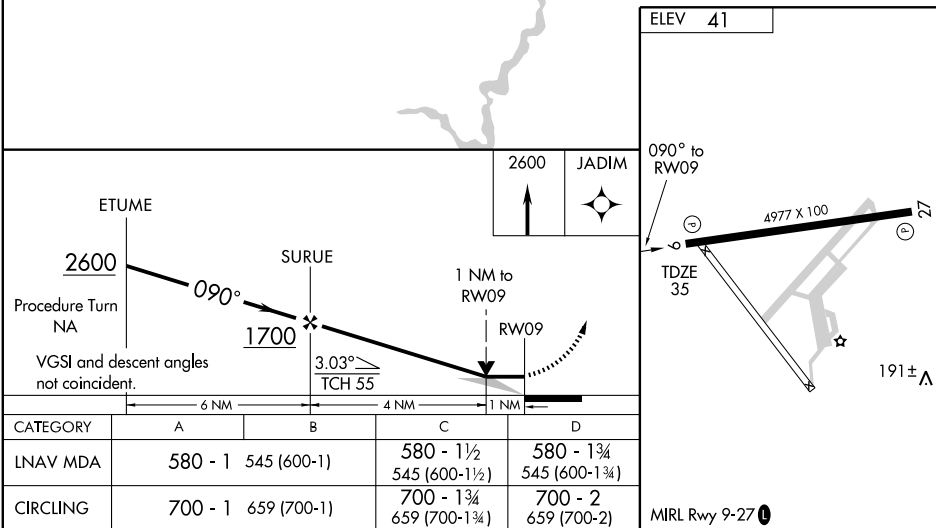 ELEV 41
2600 JADIM
090° to
RW09
ETUME
4977 X 100
27
9
P
P
2600
SURUE
1 NM to
RW09
TDZE
35
090°
Procedure Turn
NA
1700
RW09
VGSI and descent angles
not coincident.
3.03°
TCH 55
191±
6 NM 4 NM 1 NM
CATEGORY A B C D
LNAV MDA 580 - 1 545 (600-1) 580 - 1½ 580 - 1¾
545 (600-1½) 545 (600-1¾)
CIRCLING 700 - 1 659 (700-1) 700 - 1¾ 700 - 2
659 (700-1¾) 659 (700-2)
MIRL Rwy 9-27 L